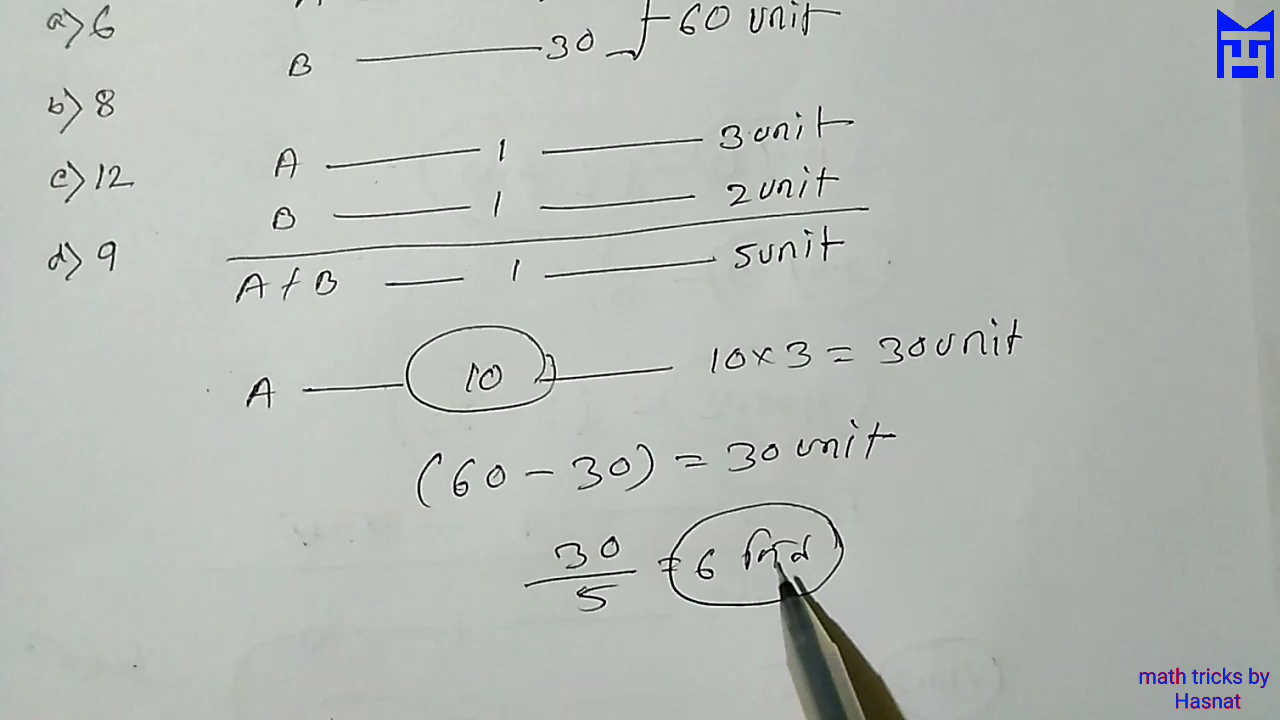 a) 6
B — 30 60 unit
b) 8
A — 1 — 3 unit
c) 12
B — 1 — 2 unit
d) 9
A + B — 1 — 5 unit
A — 10 — 10 × 3 = 30 unit
(60 - 30) = 30 unit
30/5 = 6 দিন
math tricks by
Hasnat